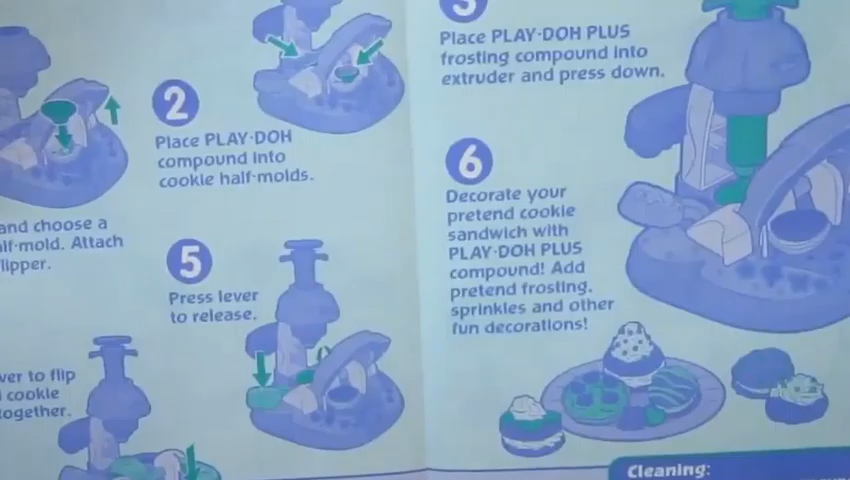 and choose a
lf-mold. Attach
lipper.
2
Place PLAY-DOH
compound into
cookie half-molds.
3
Place PLAY-DOH PLUS
frosting compound into
extruder and press down.
ver to flip
cookie
together.
5
Press lever
to release.
6
Decorate your
pretend cookie
sandwich with
PLAY-DOH PLUS
compound! Add
pretend frosting,
sprinkles and other
fun decorations!
Cleaning: